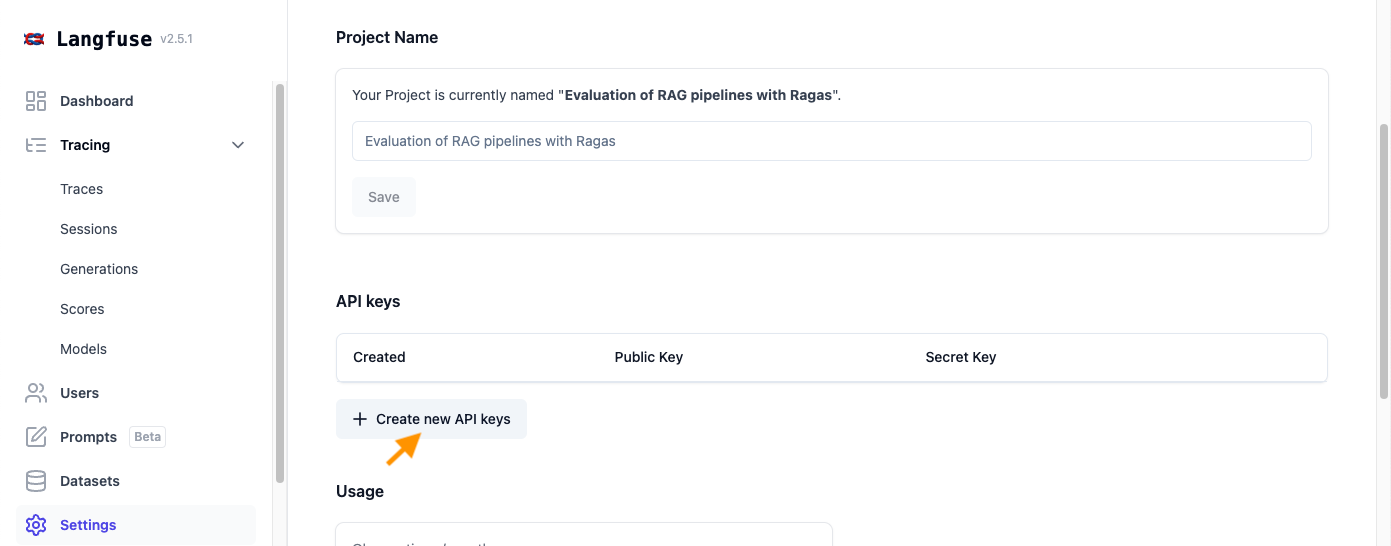 Langfuse v2.5.1
Dashboard
Tracing
Traces
Sessions
Generations
Scores
Models
Users
Prompts Beta
Datasets
Settings
Project Name
Your Project is currently named "Evaluation of RAG pipelines with Ragas".
Evaluation of RAG pipelines with Ragas
Save
API keys
Created Public Key Secret Key
+ Create new API keys
Usage